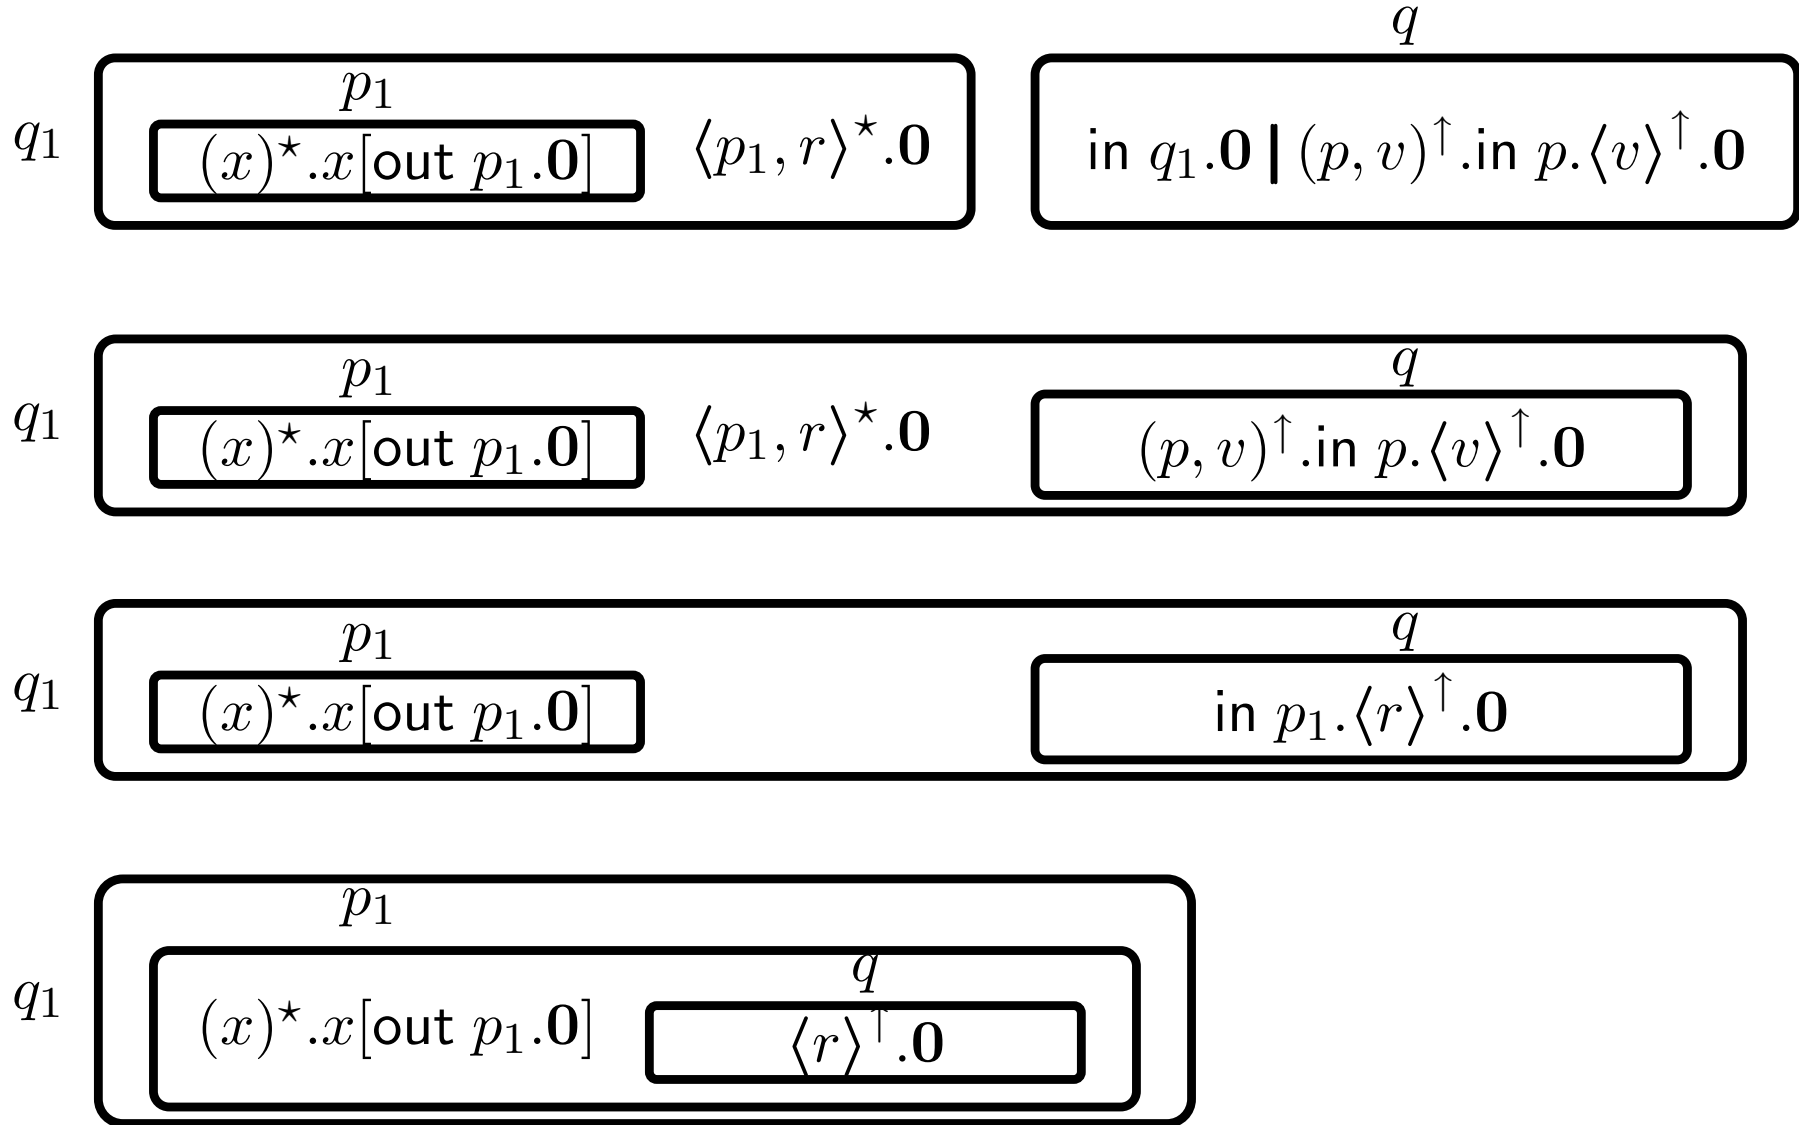 q
p₁
q₁ (x)⋆.x[out p₁.0] ⟨p₁, r⟩⋆.0 in q₁.0 | (p, v)↑.in p.⟨v⟩↑.0
p₁ q
q₁ (x)⋆.x[out p₁.0] ⟨p₁, r⟩⋆.0 (p, v)↑.in p.⟨v⟩↑.0
p₁ q
q₁ (x)⋆.x[out p₁.0] in p₁.⟨r⟩↑.0
p₁
q
q₁ (x)⋆.x[out p₁.0] ⟨r⟩↑.0